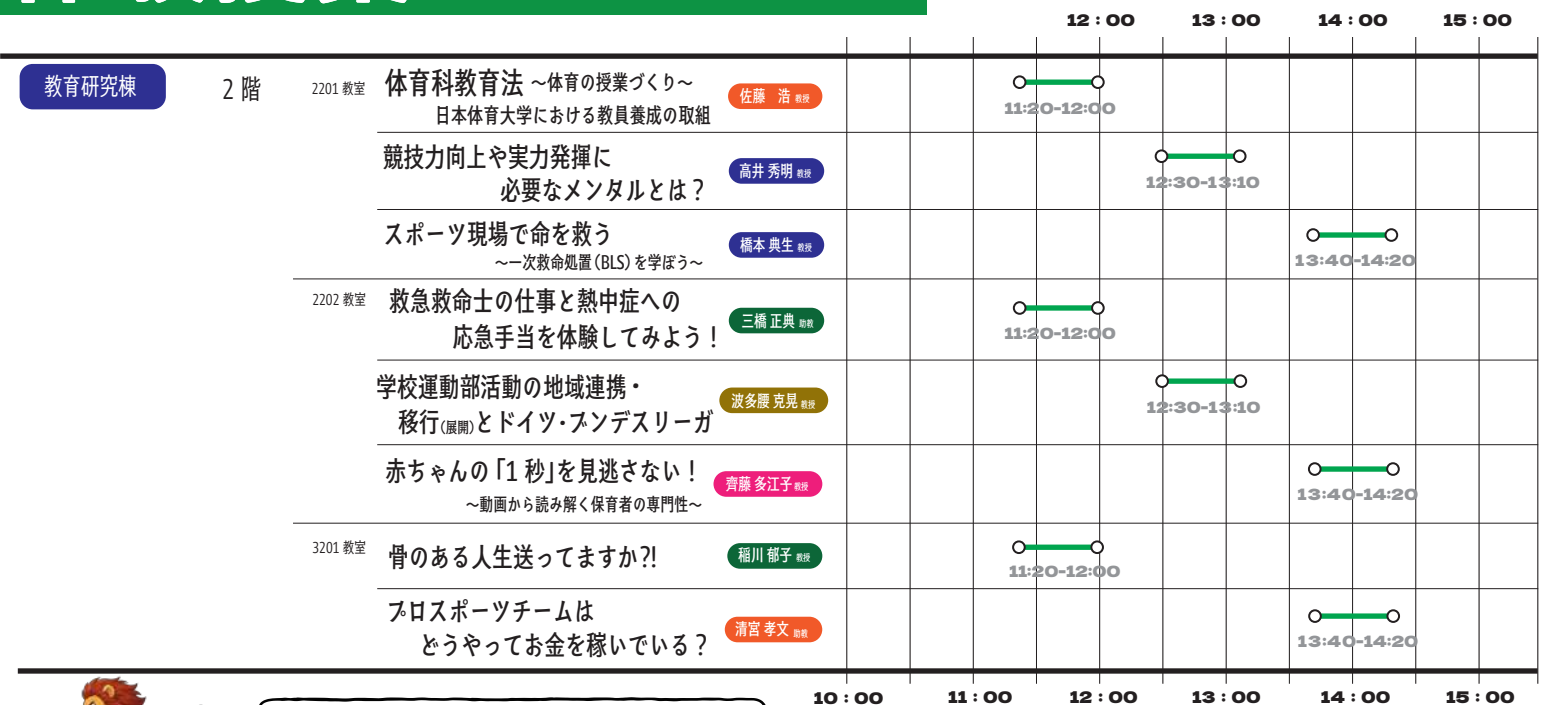 12:00 13:00 14:00 15:00
教育研究棟 2階
2201 教室 体育科教育法 ～体育の授業づくり～
日本体育大学における教員養成の取組
佐藤 浩 教授
11:20-12:00
競技力向上や実力発揮に
必要なメンタルとは？
髙井 秀明 教授
12:30-13:10
スポーツ現場で命を救う
～一次救命処置(BLS)を学ぼう～
橋本 典生 教授
13:40-14:20
2202 教室 救急救命士の仕事と熱中症への
応急手当を体験してみよう！
三橋 正典 助教
11:20-12:00
学校運動部活動の地域連携・
移行(展開)とドイツ・ブンデスリーガ
波多腰 克晃 教授
12:30-13:10
赤ちゃんの「1 秒」を見逃さない！
～動画から読み解く保育者の専門性～
齊藤 多江子 教授
13:40-14:20
3201 教室 骨のある人生送ってますか?!
稲川 郁子 教授
11:20-12:00
プロスポーツチームは
どうやってお金を稼いでいる？
清宮 孝文 助教
13:40-14:20
10:00 11:00 12:00 13:00 14:00 15:00